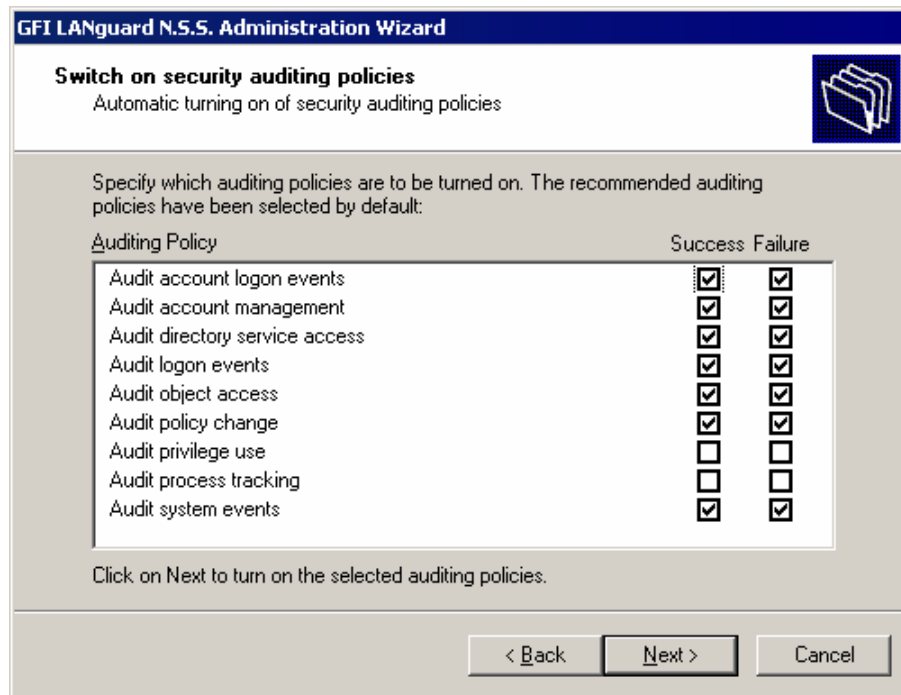 GFI LANguard N.S.S. Administration Wizard
Switch on security auditing policies
Automatic turning on of security auditing policies
Specify which auditing policies are to be turned on. The recommended auditing
policies have been selected by default:
Auditing Policy Success Failure
Audit account logon events
Audit account management
Audit directory service access
Audit logon events
Audit object access
Audit policy change
Audit privilege use
Audit process tracking
Audit system events
Click on Next to turn on the selected auditing policies.
< Back Next > Cancel